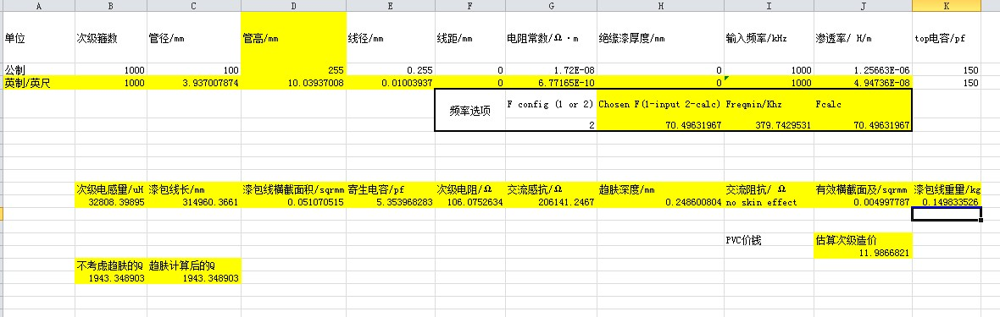 A B C D E F G H I J K
单位 次级箍数 管径/mm 管高/mm 线径/mm 线距/mm 电阻常数/Ω·m 绝缘漆厚度/mm 输入频率/kHz 渗透率/ H/m top电容/pf
公制 1000 100 255 0.255 0 1.72E-08 0 1000 1.25663E-06 150
英制/英尺 1000 3.937007874 10.03937008 0.01003937 0 6.77165E-10 0 1000 4.94736E-08 150
频率选项 F config (1 or 2) Chosen F(1-input 2-calc) Freqmin/Khz Fcalc
2 70.49631967 379.7429531 70.49631967
次级电感量/uH 漆包线长/mm 漆包线横截面积/sqrmm 寄生电容/pf 次级电阻/Ω 交流感抗/Ω 趋肤深度/mm 交流阻抗/ Ω 有效横截面及/sqrmm 漆包线重量/kg
32808.39895 314960.3661 0.051070515 5.353968283 106.0752634 206141.2467 0.248600804 no skin effect 0.004997787 0.149833526
PVC价钱 估算次级造价
11.9866821
不考虑趋肤的Q 趋肤计算后的Q
1943.348903 1943.348903